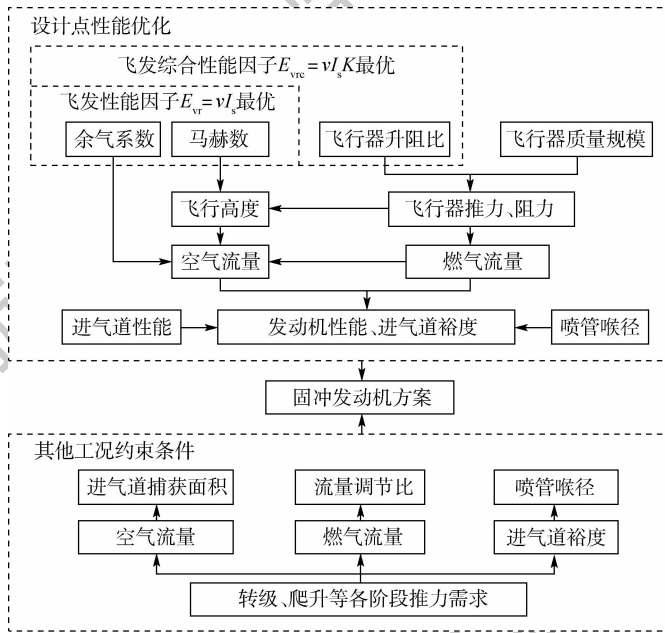 设计点性能优化
飞发综合性能因子E_vrc=vI_sK最优
飞发性能因子E_vr=vI_s最优
余气系数
马赫数
飞行器升阻比
飞行器质量规模
飞行高度
飞行器推力、阻力
空气流量
燃气流量
进气道性能
发动机性能、进气道裕度
喷管喉径
固冲发动机方案
其他工况约束条件
进气道捕获面积
流量调节比
喷管喉径
空气流量
燃气流量
进气道裕度
转级、爬升等各阶段推力需求